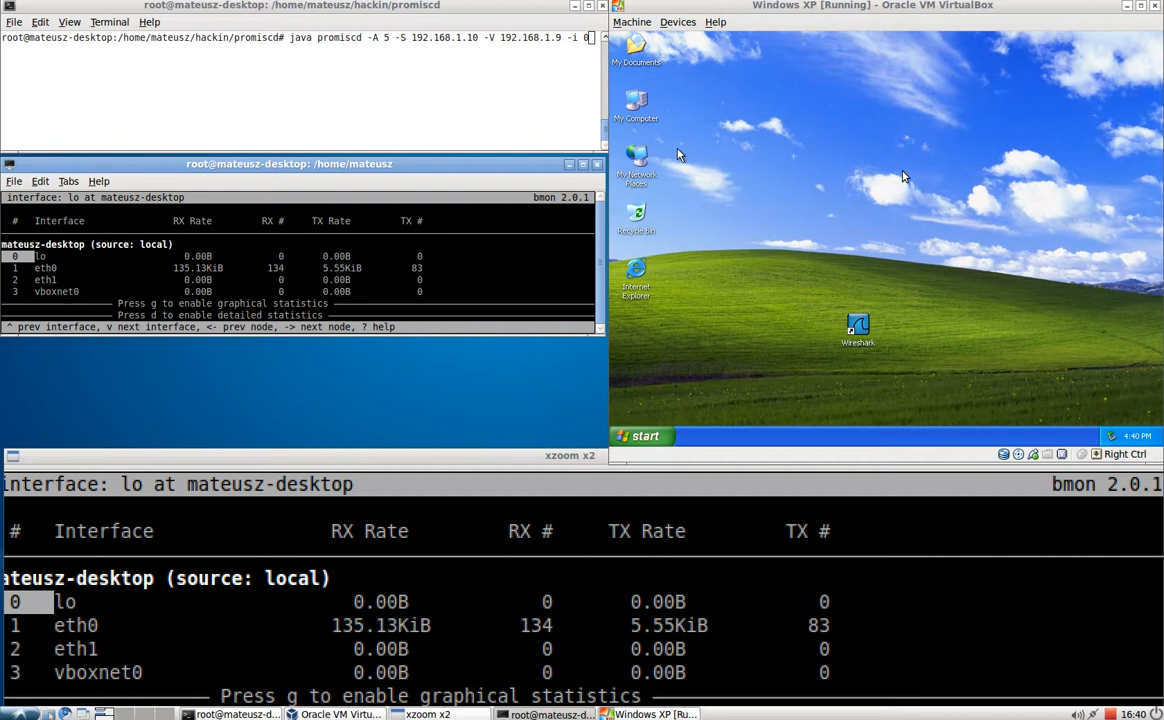 root@mateusz-desktop: /home/mateusz/hackin/promiscd
File Edit View Terminal Help
root@mateusz-desktop:/home/mateusz/hackin/promiscd# java promiscd -A 5 -S 192.168.1.10 -V 192.168.1.9 -i 0
root@mateusz-desktop: /home/mateusz
File Edit Tabs Help
interface: lo at mateusz-desktop bmon 2.0.1
# Interface RX Rate RX # TX Rate TX #
mateusz-desktop (source: local)
0 lo 0.00B 0 0.00B 0
1 eth0 135.13KiB 134 5.55KiB 83
2 eth1 0.00B 0 0.00B 0
3 vboxnet0 0.00B 0 0.00B 0
Press g to enable graphical statistics
Press d to enable detailed statistics
^ prev interface, v next interface, <- prev node, -> next node, ? help
Windows XP [Running] - Oracle VM VirtualBox
Machine Devices Help
My Documents
My Computer
My Network
Places
Recycle Bin
Internet
Explorer
Wireshark
start
4:40 PM
Right Ctrl
xzoom x2
interface: lo at mateusz-desktop bmon 2.0.1
# Interface RX Rate RX # TX Rate TX #
ateusz-desktop (source: local)
0 lo 0.00B 0 0.00B 0
1 eth0 135.13KiB 134 5.55KiB 83
2 eth1 0.00B 0 0.00B 0
3 vboxnet0 0.00B 0 0.00B 0
Press g to enable graphical statistics
root@mateusz-d... Oracle VM Virtu... xzoom x2 root@mateusz-d... Windows XP [Ru... 16:40